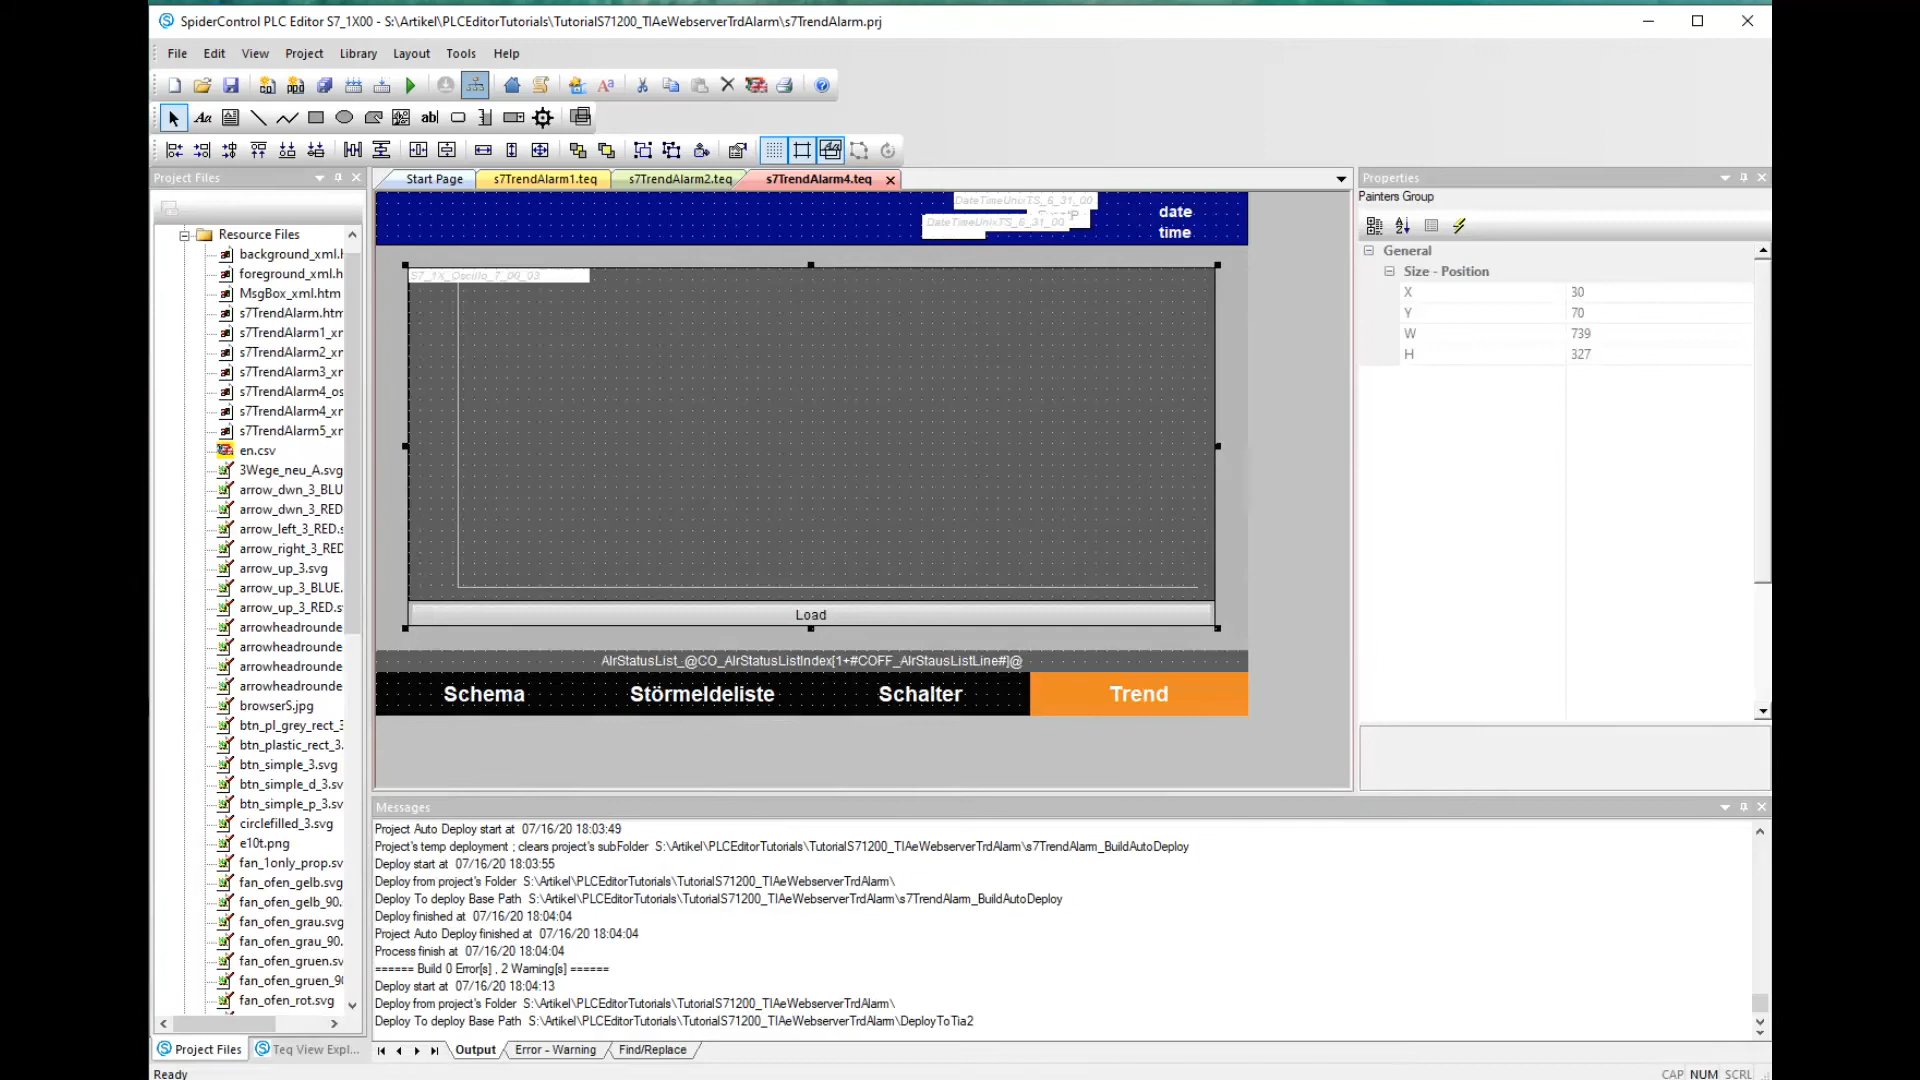 SpiderControl PLC Editor S7_1X00 - S:\Artikel\PLCEditorTutorials\TutorialS71200_TIAeWebserverTrdAlarm\s7TrendAlarm.prj
File Edit View Project Library Layout Tools Help
Project Files
Start Page s7TrendAlarm1.teq s7TrendAlarm2.teq s7TrendAlarm4.teq
Properties
Painters Group
General
Size - Position
X 30
Y 70
W 739
H 327
Resource Files
background_xml.h
foreground_xml.h
MsgBox_xml.htm
s7TrendAlarm.htm
s7TrendAlarm1_xr
s7TrendAlarm2_xr
s7TrendAlarm3_xr
s7TrendAlarm4_os
s7TrendAlarm4_xr
s7TrendAlarm5_xr
en.csv
3Wege_neu_A.svg
arrow_dwn_3_BLU
arrow_dwn_3_RED
arrow_left_3_RED.s
arrow_right_3_RED
arrow_up_3.svg
arrow_up_3_BLUE.
arrow_up_3_RED.s
arrowheadrounde
arrowheadrounde
arrowheadrounde
arrowheadrounde
browserS.jpg
btn_pl_grey_rect_3
btn_plastic_rect_3.
btn_simple_3.svg
btn_simple_d_3.sv
btn_simple_p_3.sv
circlefilled_3.svg
e10t.png
fan_1only_prop.sv
fan_ofen_gelb.svg
fan_ofen_gelb_90.
fan_ofen_grau.svg
fan_ofen_grau_90.
fan_ofen_gruen.sv
fan_ofen_gruen_90
fan_ofen_rot.svg
Project Files Teq View Expl...
DateTimeUnixTS_6_31_00
DateTimeUnixTS_6_31_00
date
time
S7_1X_Oscillo_7_00_03
Load
AlrStatusList_@CO_AlrStatusListIndex[1+#COFF_AlrStausListLine#]@
Schema Störmeldeliste Schalter Trend
Messages
Project Auto Deploy start at 07/16/20 18:03:49
Project's temp deployment ; clears project's subFolder S:\Artikel\PLCEditorTutorials\TutorialS71200_TIAeWebserverTrdAlarm\s7TrendAlarm_BuildAutoDeploy
Deploy start at 07/16/20 18:03:55
Deploy from project's Folder S:\Artikel\PLCEditorTutorials\TutorialS71200_TIAeWebserverTrdAlarm\
Deploy To deploy Base Path S:\Artikel\PLCEditorTutorials\TutorialS71200_TIAeWebserverTrdAlarm\s7TrendAlarm_BuildAutoDeploy
Deploy finished at 07/16/20 18:04:04
Project Auto Deploy finished at 07/16/20 18:04:04
Process finish at 07/16/20 18:04:04
====== Build 0 Error[s] , 2 Warning[s] ======
Deploy start at 07/16/20 18:04:13
Deploy from project's Folder S:\Artikel\PLCEditorTutorials\TutorialS71200_TIAeWebserverTrdAlarm\
Deploy To deploy Base Path S:\Artikel\PLCEditorTutorials\TutorialS71200_TIAeWebserverTrdAlarm\DeployToTia2
Output Error - Warning Find/Replace
Ready
CAP NUM SCRL